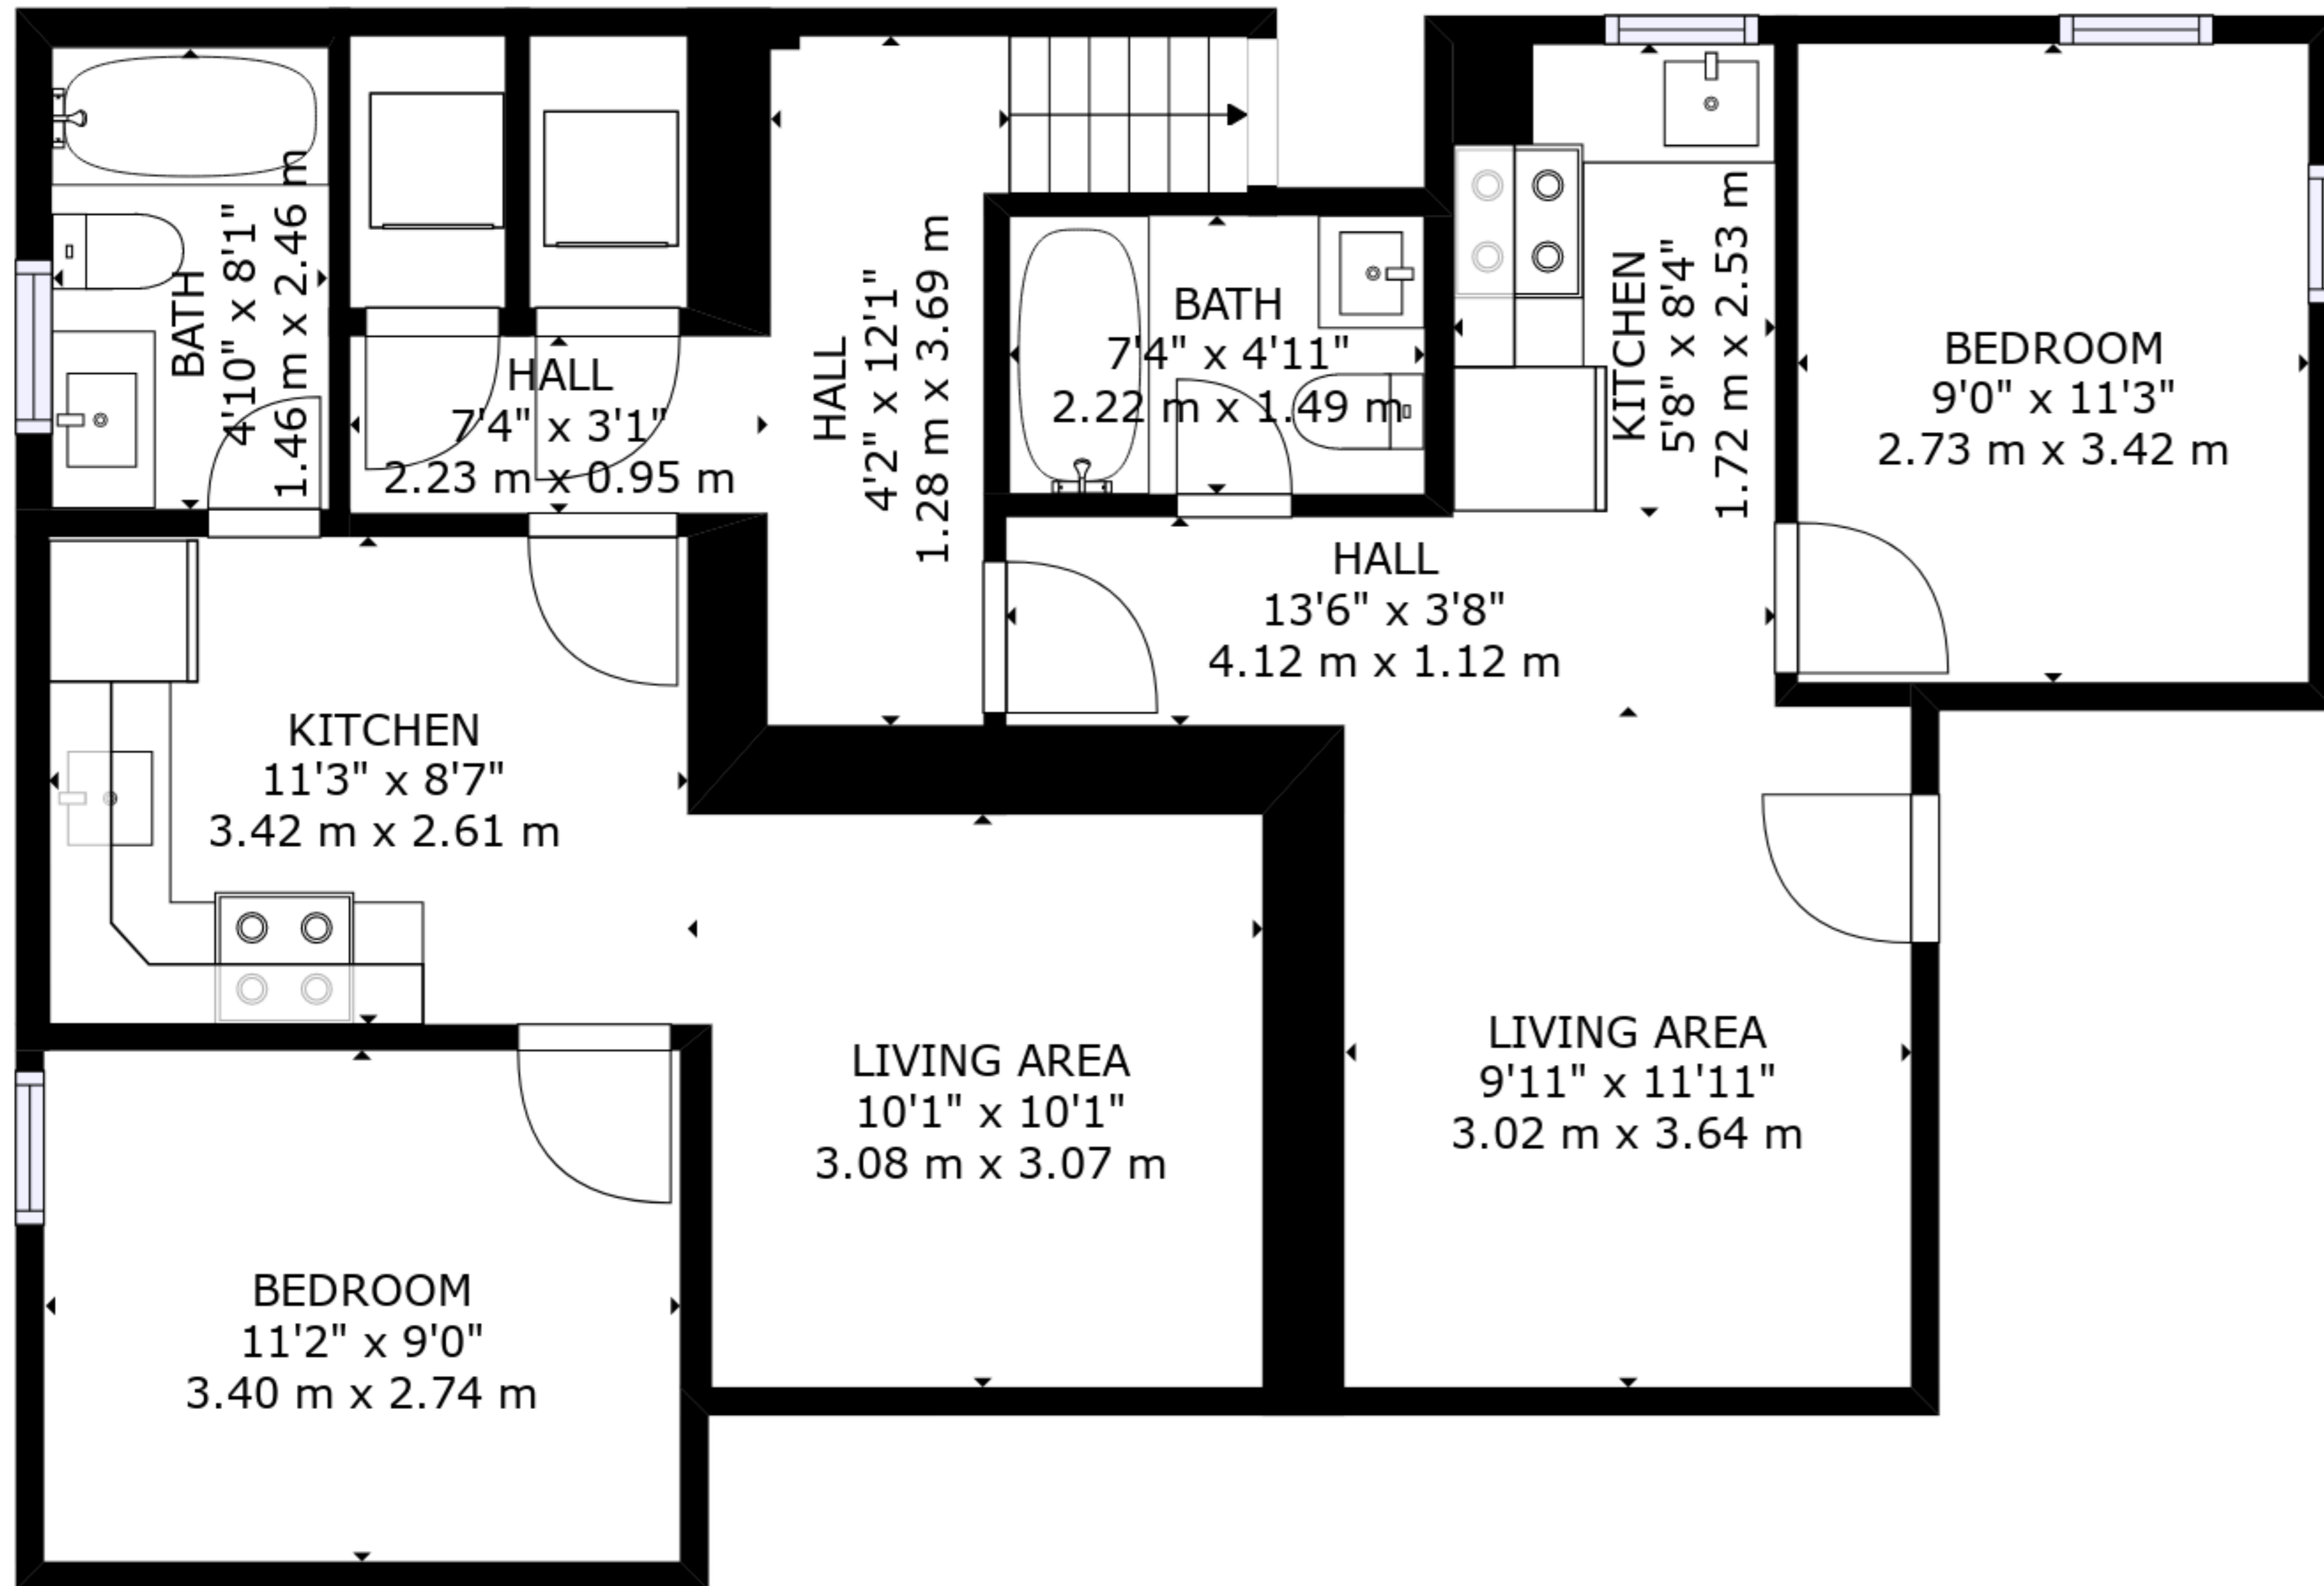 BATH
4'10" x 8'1"
1.46 m x 2.46 m
HALL
7'4" x 3'1"
2.23 m x 0.95 m
HALL
4'2" x 12'1"
1.28 m x 3.69 m
BATH
7'4" x 4'11"
2.22 m x 1.49 m
KITCHEN
5'8" x 8'4"
1.72 m x 2.53 m
BEDROOM
9'0" x 11'3"
2.73 m x 3.42 m
HALL
13'6" x 3'8"
4.12 m x 1.12 m
KITCHEN
11'3" x 8'7"
3.42 m x 2.61 m
LIVING AREA
10'1" x 10'1"
3.08 m x 3.07 m
LIVING AREA
9'11" x 11'11"
3.02 m x 3.64 m
BEDROOM
11'2" x 9'0"
3.40 m x 2.74 m